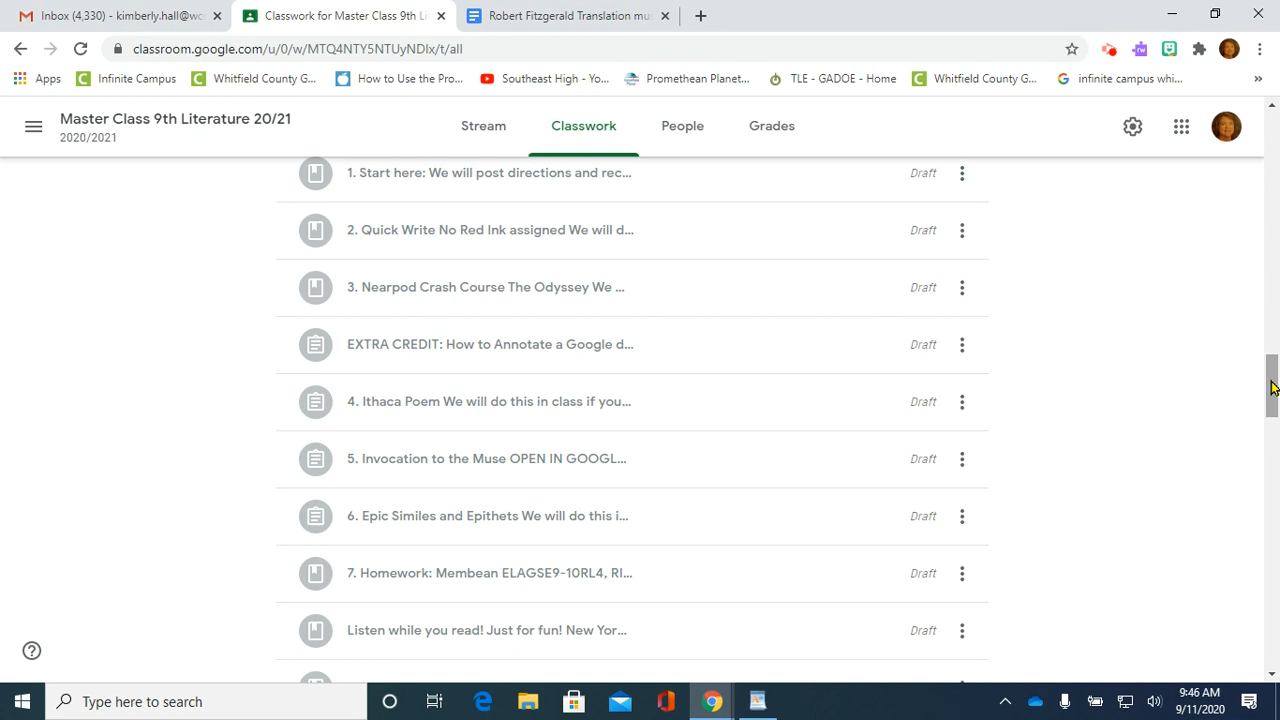 Inbox (4,330) - kimberly.hall@wcs
Classwork for Master Class 9th Li
Robert Fitzgerald Translation mu
classroom.google.com/u/0/w/MTQ4NTY5NTUyNDIx/t/all
Apps
Infinite Campus
Whitfield County G...
How to Use the Pro...
Southeast High - Yo...
Promethean Planet...
TLE - GADOE - Home
Whitfield County G...
infinite campus whi...
»
Master Class 9th Literature 20/21
2020/2021
Stream
Classwork
People
Grades
1. Start here: We will post directions and rec...
Draft
2. Quick Write No Red Ink assigned We will d...
Draft
3. Nearpod Crash Course The Odyssey We ...
Draft
EXTRA CREDIT: How to Annotate a Google d...
Draft
4. Ithaca Poem We will do this in class if you...
Draft
5. Invocation to the Muse OPEN IN GOOGL...
Draft
6. Epic Similes and Epithets We will do this i...
Draft
7. Homework: Membean ELAGSE9-10RL4, RI...
Draft
Listen while you read! Just for fun! New Yor...
Draft
Type here to search
9:46 AM
9/11/2020